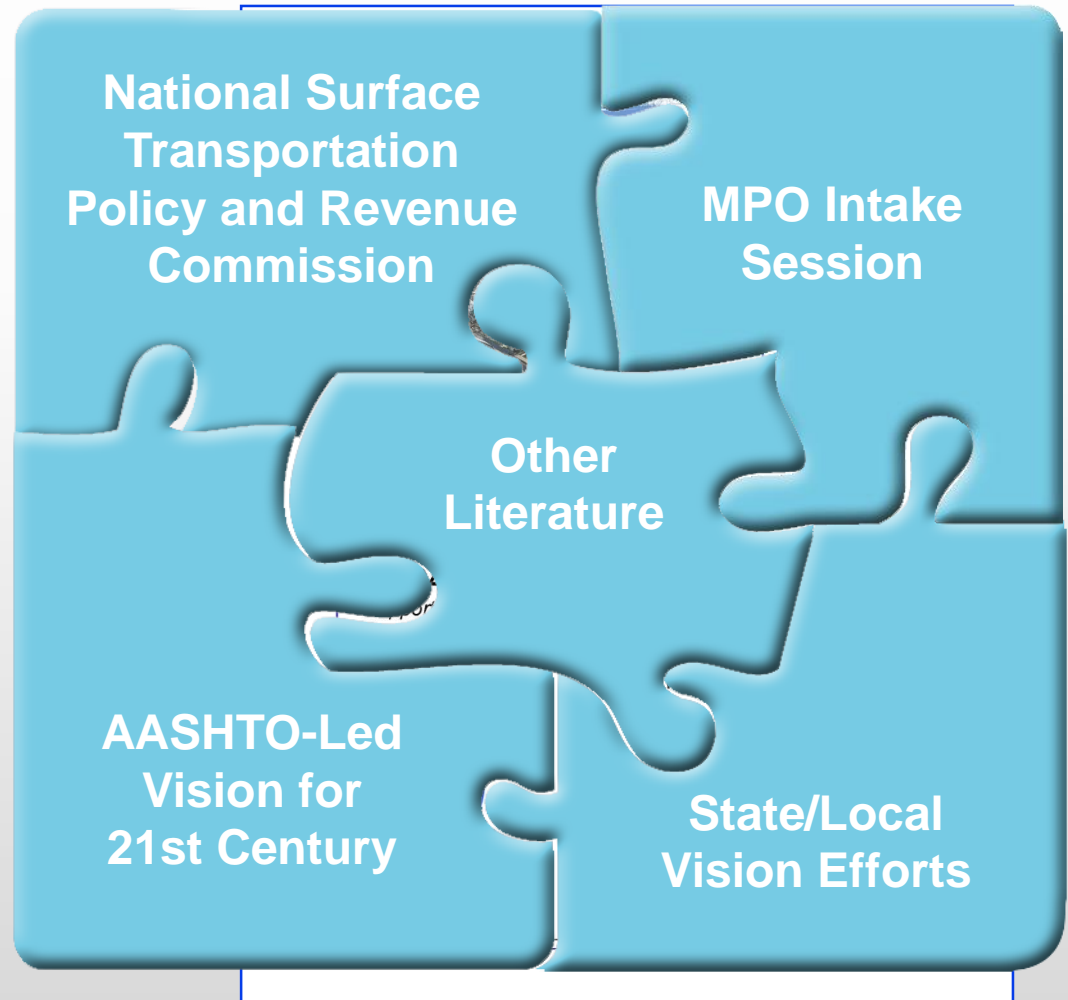 National Surface
Transportation
Policy and Revenue
Commission
MPO Intake
Session
Other
Literature
AASHTO-Led
Vision for
21st Century
State/Local
Vision Efforts